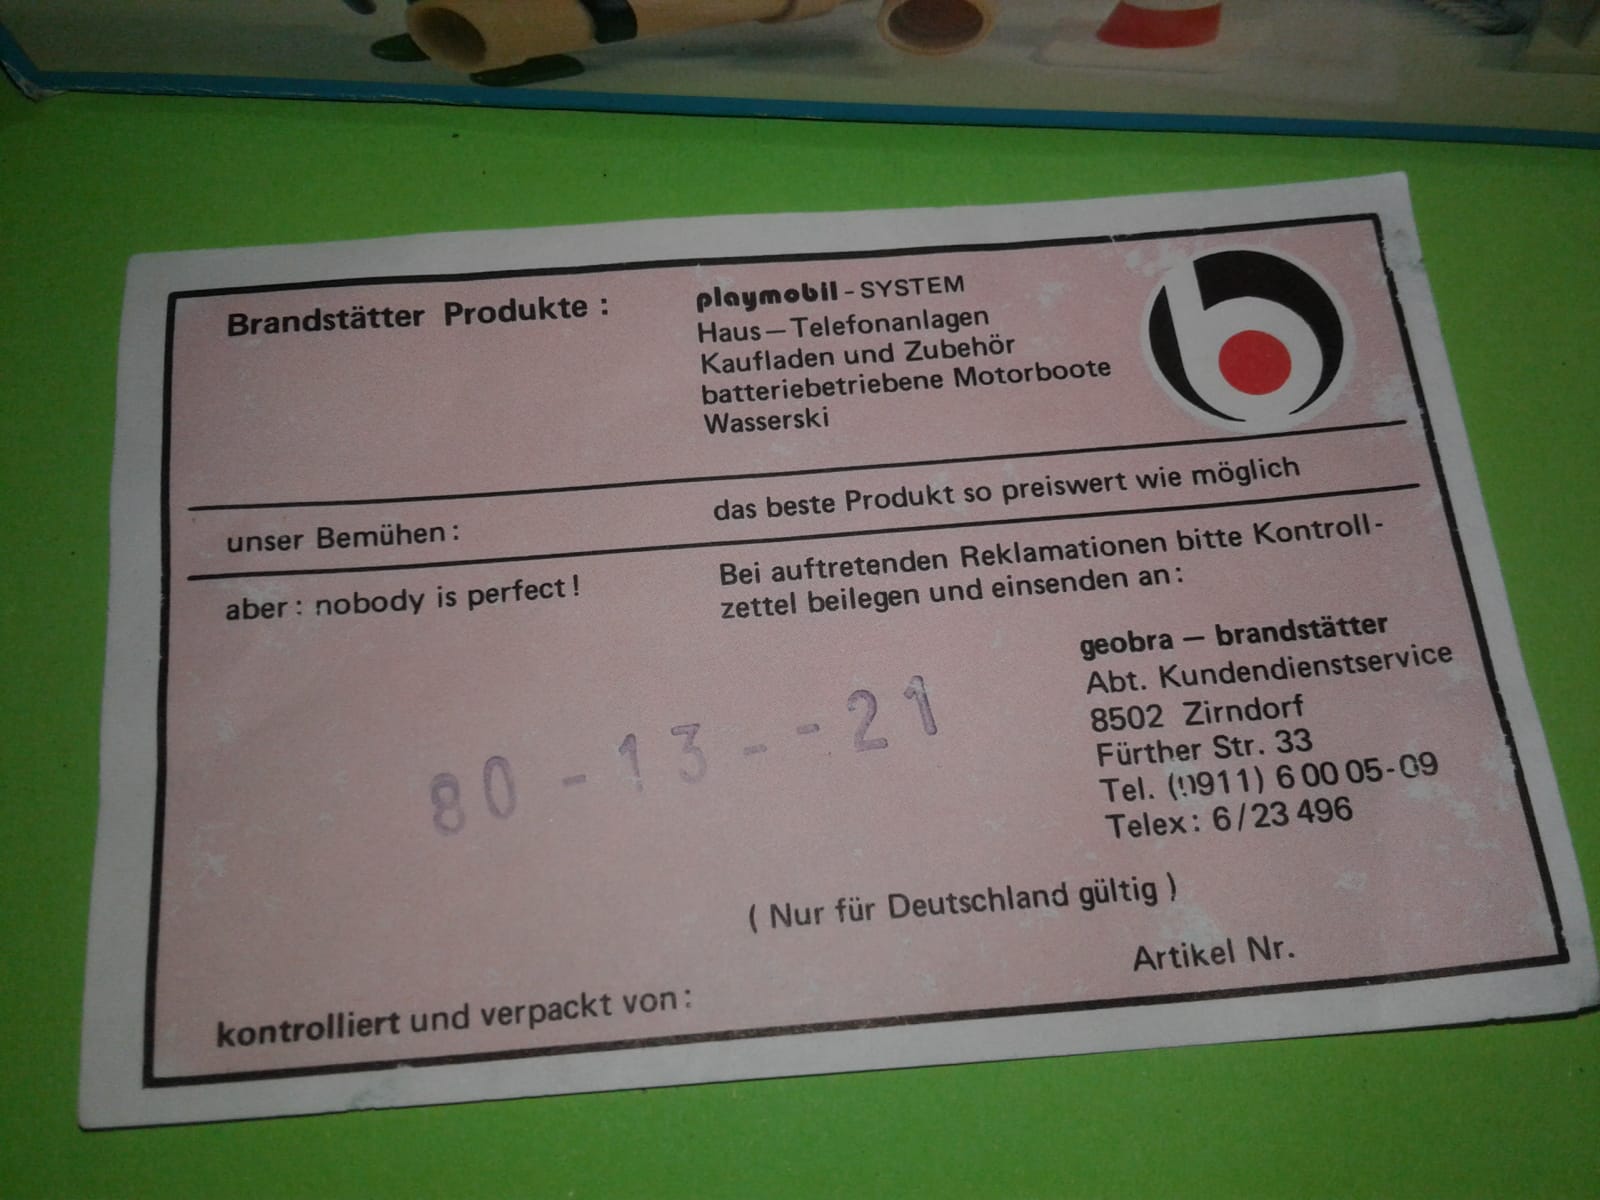 Brandstätter Produkte :
playmobil - SYSTEM
Haus — Telefonanlagen
Kaufladen und Zubehör
batteriebetriebene Motorboote
Wasserski
b
unser Bemühen :
das beste Produkt so preiswert wie möglich
aber : nobody is perfect !
Bei auftretenden Reklamationen bitte Kontroll-
zettel beilegen und einsenden an :
geobra — brandstätter
Abt. Kundendienstservice
8502 Zirndorf
Fürther Str. 33
Tel. (0911) 6 00 05-09
Telex : 6 / 23 496
80 - 13 - - 21
( Nur für Deutschland gültig )
Artikel Nr.
kontrolliert und verpackt von :